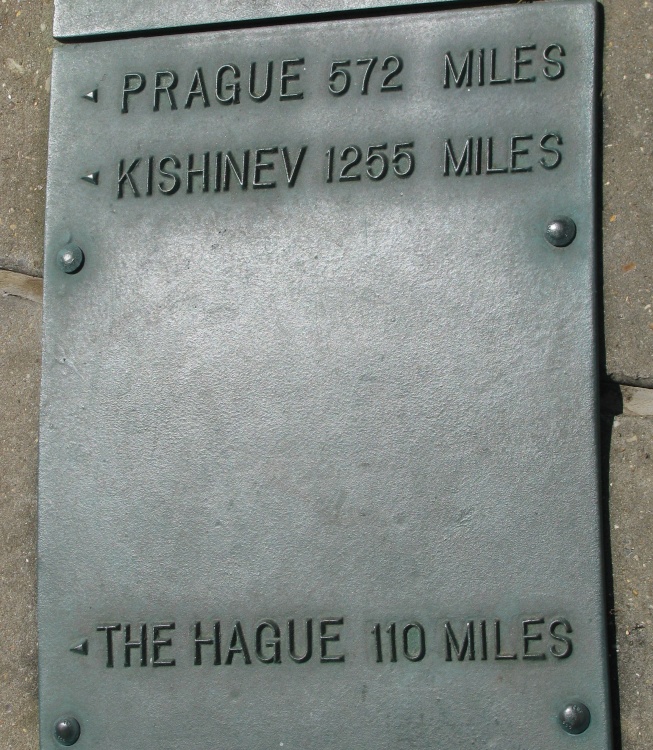 PRAGUE 572 MILES
KISHINEV 1255 MILES
THE HAGUE 110 MILES